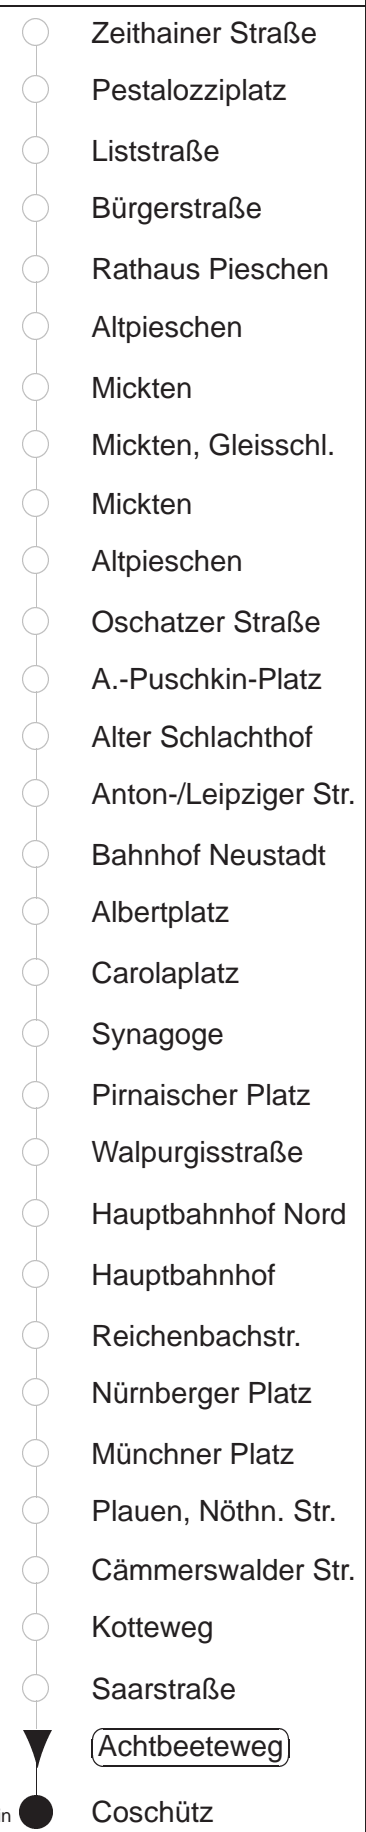 Zeithainer Straße
Pestalozziplatz
Liststraße
Bürgerstraße
Rathaus Pieschen
Altpieschen
Mickten
Mickten, Gleisschl.
Mickten
Altpieschen
Oschatzer Straße
A.-Puschkin-Platz
Alter Schlachthof
Anton-/Leipziger Str.
Bahnhof Neustadt
Albertplatz
Carolaplatz
Synagoge
Pirnaischer Platz
Walpurgisstraße
Hauptbahnhof Nord
Hauptbahnhof
Reichenbachstr.
Nürnberger Platz
Münchner Platz
Plauen, Nöthn. Str.
Cämmerswalder Str.
Kotteweg
Saarstraße
Achtbeeteweg
Coschütz